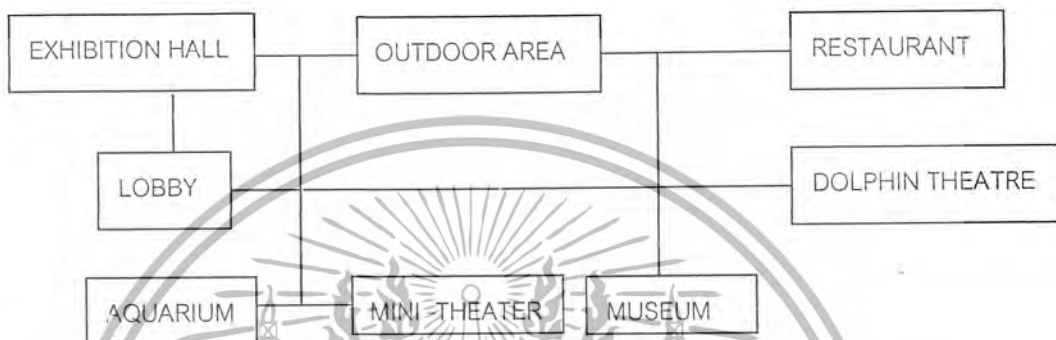 EXHIBITION HALL
OUTDOOR AREA
RESTAURANT
LOBBY
DOLPHIN THEATRE
AQUARIUM
MINI -THEATER
MUSEUM